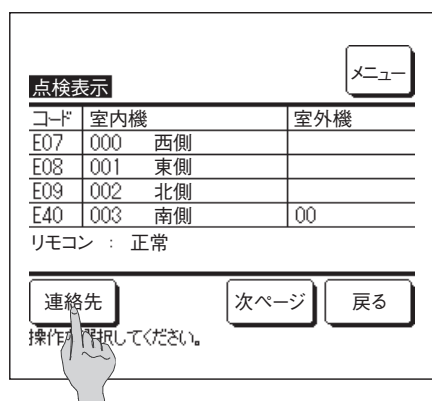 メニュー
点検表示
コード 室内機 室外機
E07 000 西側
E08 001 東側
E09 002 北側
E40 003 南側 00
リモコン : 正常
連絡先 次ページ 戻る
操作を選択してください。